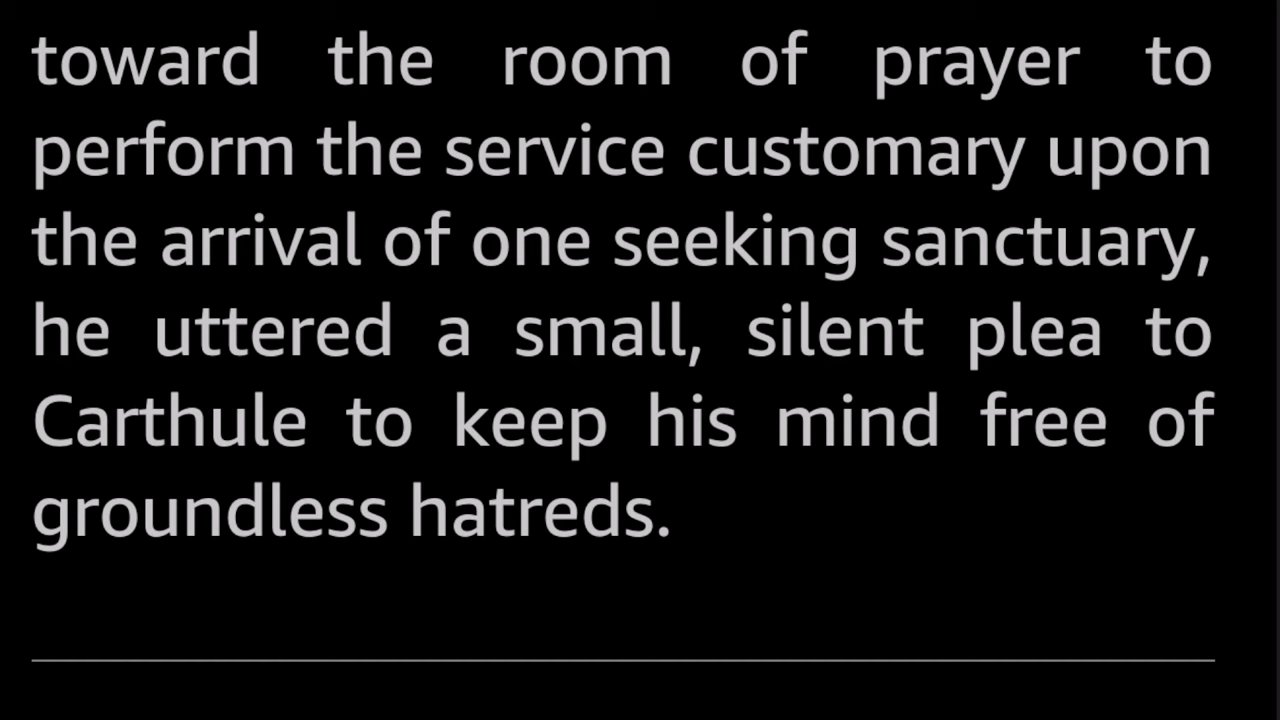 toward the room of prayer to
perform the service customary upon
the arrival of one seeking sanctuary,
he uttered a small, silent plea to
Carthule to keep his mind free of
groundless hatreds.